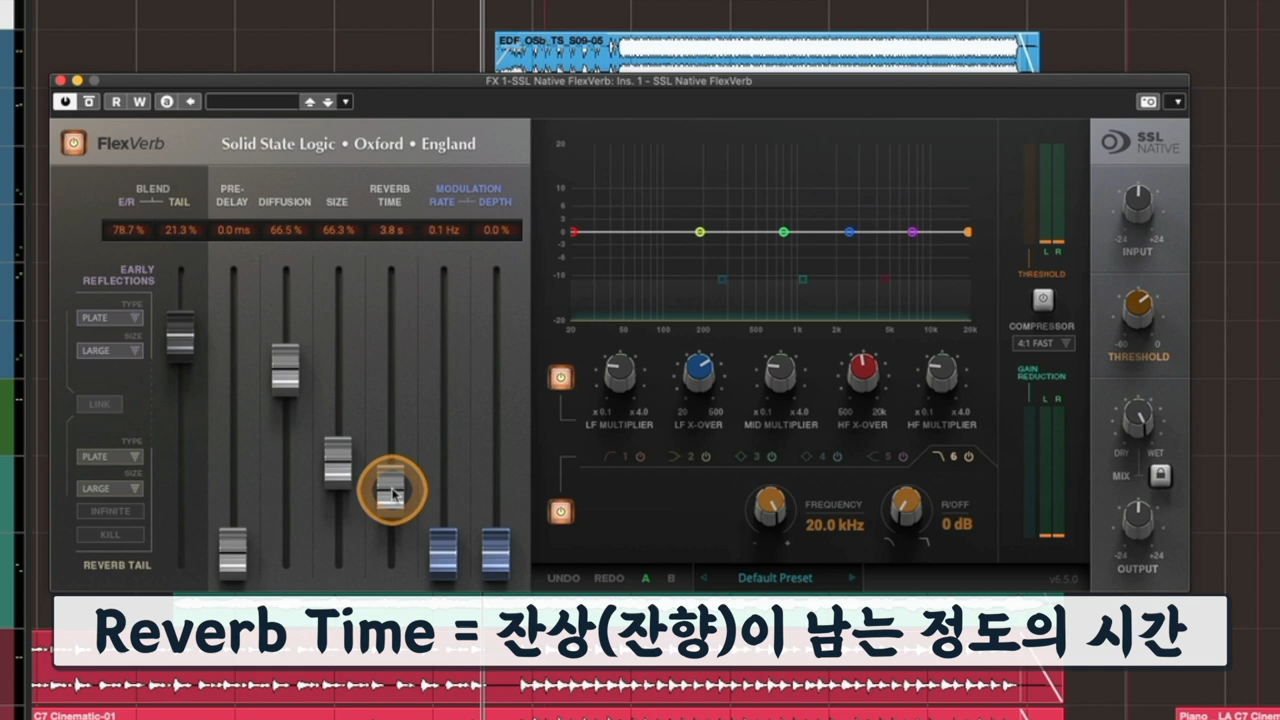 EDF_OSb_TS_S09-05
FX 1-SSL Native FlexVerb: Ins. 1 - SSL Native FlexVerb
R W a
FlexVerb Solid State Logic • Oxford • England
SSL NATIVE
BLEND
E/R TAIL
PRE-DELAY
DIFFUSION
SIZE
REVERB TIME
MODULATION
RATE DEPTH
78.7 % 21.3 % 0.0 ms 66.5 % 66.3 % 3.8 s 0.1 Hz 0.0 %
EARLY REFLECTIONS
TYPE
PLATE
SIZE
LARGE
LINK
TYPE
PLATE
SIZE
LARGE
INFINITE
KILL
REVERB TAIL
20
10
6
3
0
-3
-6
-10
-20
20 50 100 200 500 1k 2k 5k 10k 20k
x 0.1 x 4.0
LF MULTIPLIER
20 500
LF X-OVER
x 0.1 x 4.0
MID MULTIPLIER
500 20k
HF X-OVER
x 0.1 x 4.0
HF MULTIPLIER
1 2 3 4 5 6
FREQUENCY
20.0 kHz
R/OFF
0 dB
UNDO REDO A B Default Preset v6.5.0
L R
THRESHOLD
COMPRESSOR
4:1 FAST
GAIN REDUCTION
L R
-24 +24
INPUT
-60 0
THRESHOLD
DRY WET
MIX
-24 +24
OUTPUT
Reverb Time = 잔상(잔향)이 남는 정도의 시간
C7 Cinematic-01
Piano LA C7 Cinem